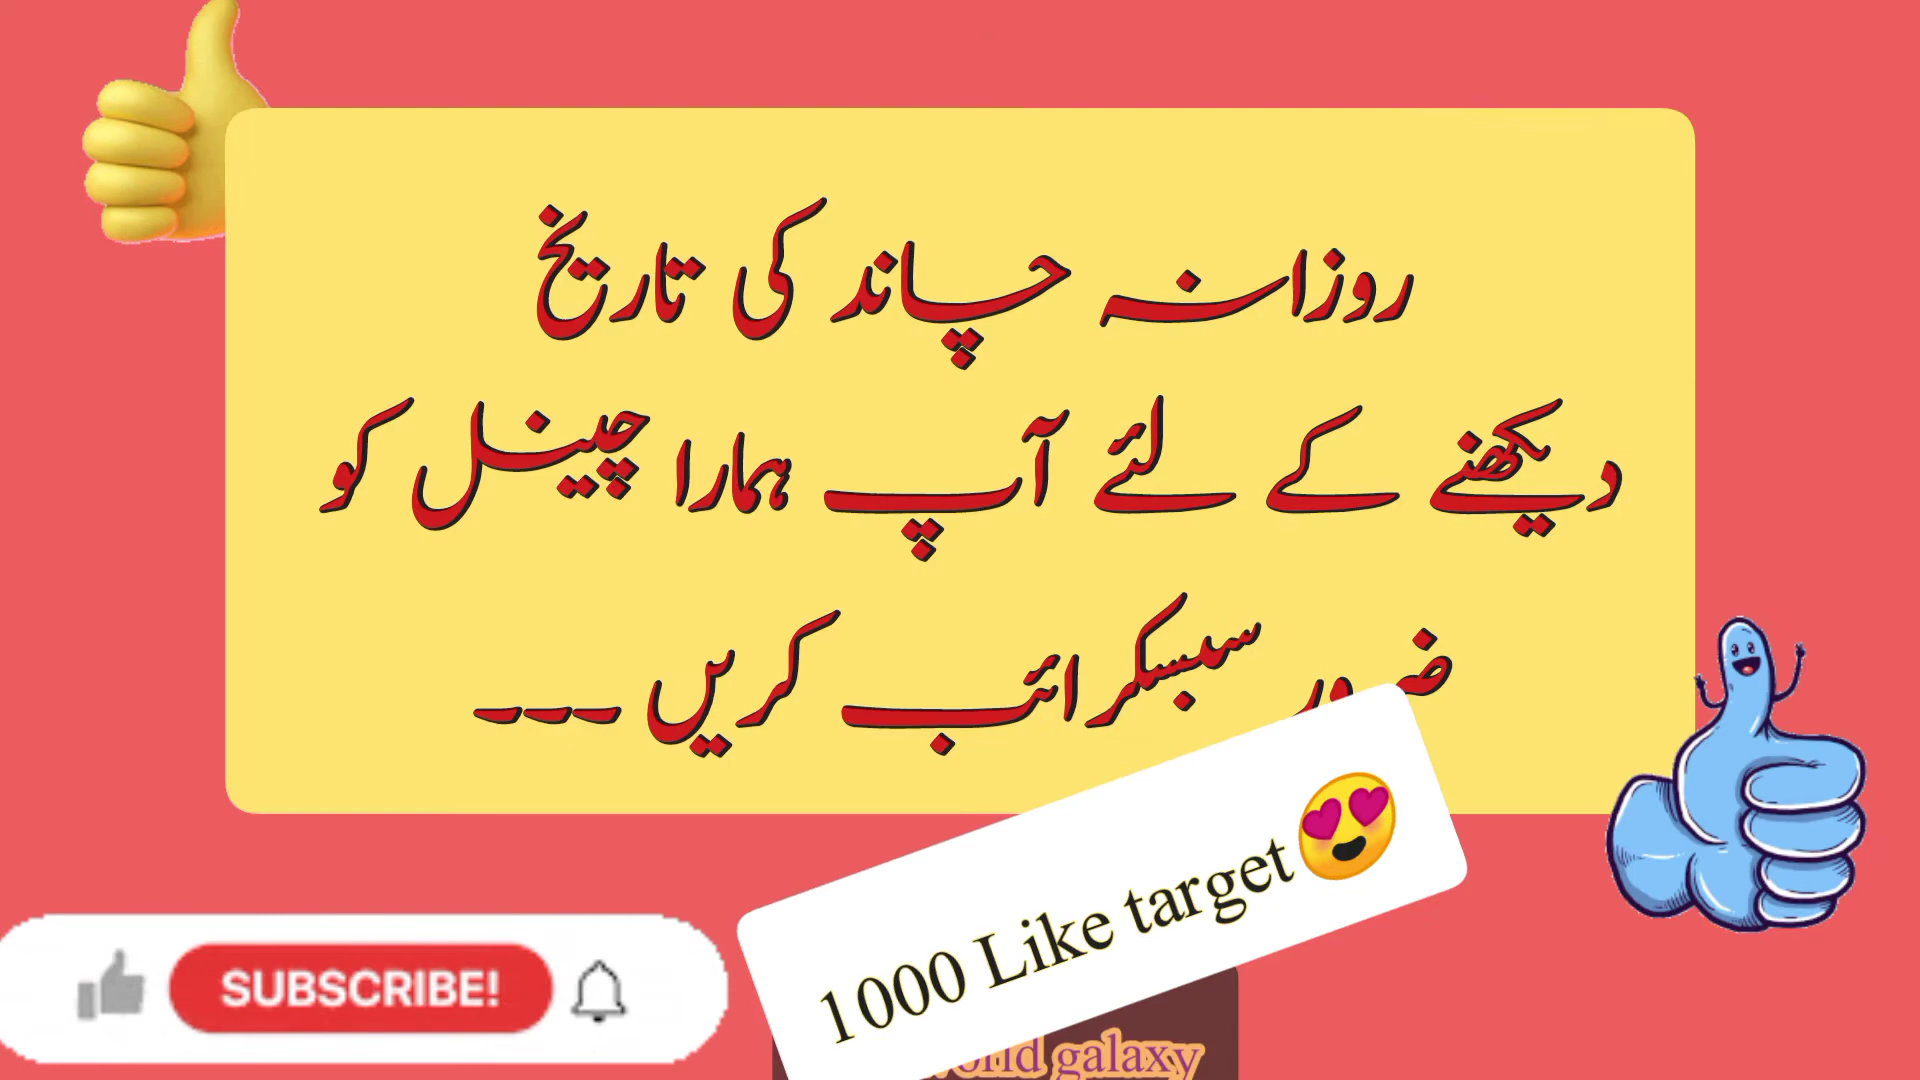 روزانہ چاند کی تاریخ
دیکھنے کے لئے آپ ہمارا چینل کو
ضرور سبسکرائب کریں ۔۔۔
1000 Like target😍
SUBSCRIBE!
galaxy